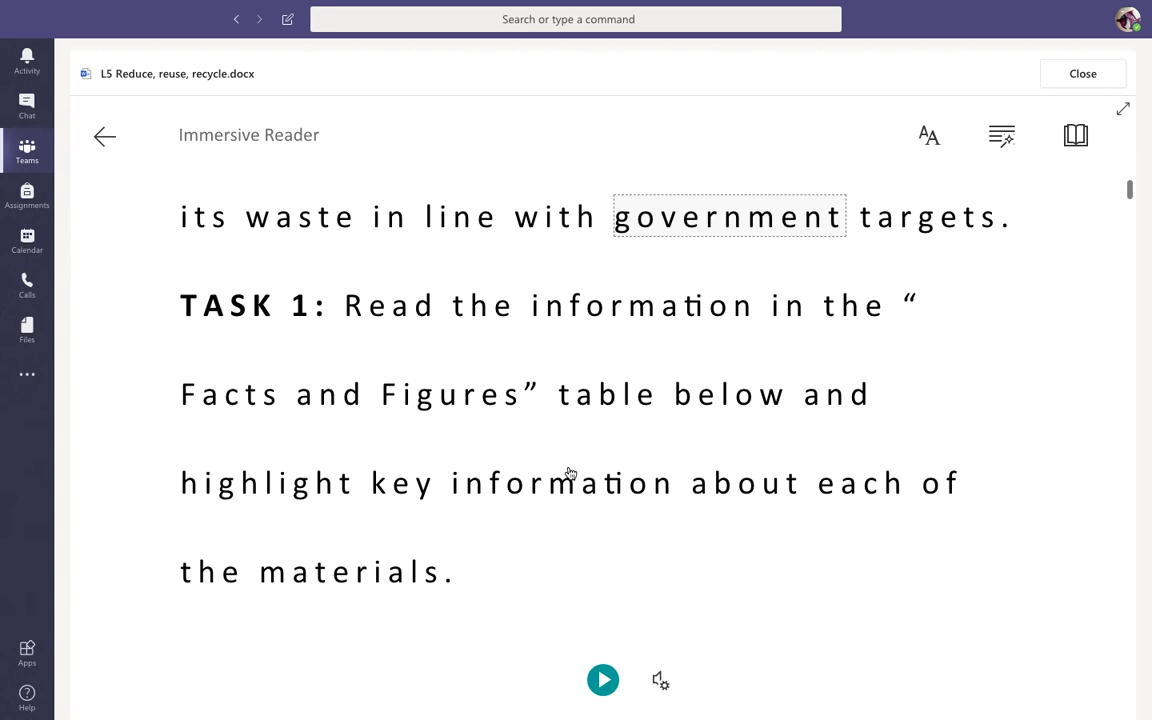 Search or type a command
Activity
Chat
Teams
Assignments
Calendar
Calls
Files
Apps
Help
L5 Reduce, reuse, recycle.docx
Close
Immersive Reader
its waste in line with government targets.
TASK 1: Read the information in the “
Facts and Figures” table below and
highlight key information about each of
the materials.